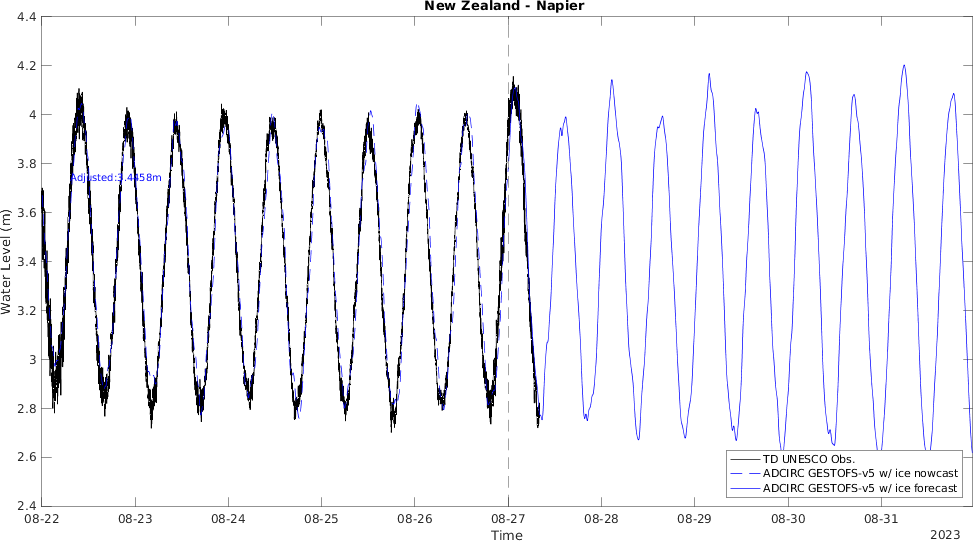 New Zealand - Napier
4.4
4.2
4
3.8
3.6
3.4
3.2
3
2.8
2.6
2.4
Water Level (m)
Adjusted:3.4458m
TD UNESCO Obs.
ADCIRC GESTOFS-v5 w/ ice nowcast
ADCIRC GESTOFS-v5 w/ ice forecast
08-22 08-23 08-24 08-25 08-26 08-27 08-28 08-29 08-30 08-31
Time
2023